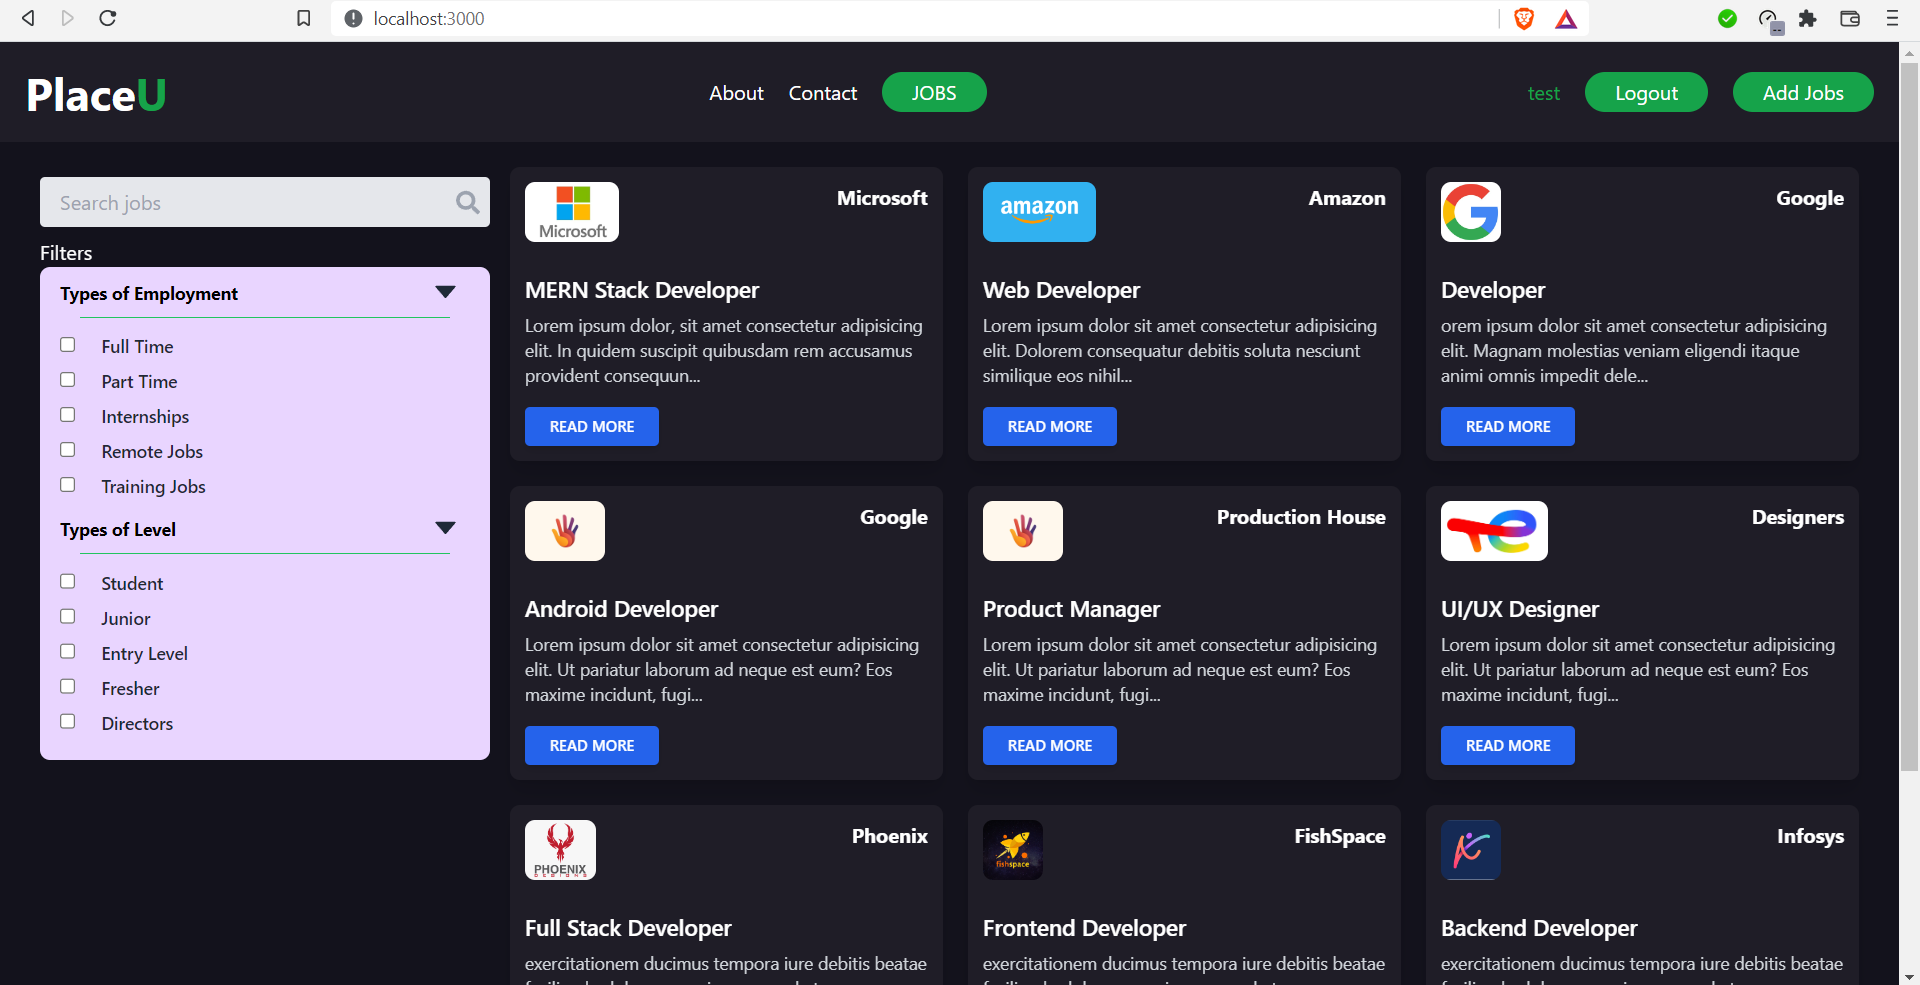 localhost:3000
PlaceU
About
Contact
JOBS
test
Logout
Add Jobs
Search jobs
Filters
Types of Employment
Full Time
Part Time
Internships
Remote Jobs
Training Jobs
Types of Level
Student
Junior
Entry Level
Fresher
Directors
Microsoft
Microsoft
MERN Stack Developer
Lorem ipsum dolor, sit amet consectetur adipisicing
elit. In quidem suscipit quibusdam rem accusamus
provident consequun...
READ MORE
amazon
Amazon
Web Developer
Lorem ipsum dolor sit amet consectetur adipisicing
elit. Dolorem consequatur debitis soluta nesciunt
similique eos nihil...
READ MORE
G
Google
Developer
orem ipsum dolor sit amet consectetur adipisicing
elit. Magnam molestias veniam eligendi itaque
animi omnis impedit dele...
READ MORE
Google
Android Developer
Lorem ipsum dolor sit amet consectetur adipisicing
elit. Ut pariatur laborum ad neque est eum? Eos
maxime incidunt, fugi...
READ MORE
Production House
Product Manager
Lorem ipsum dolor sit amet consectetur adipisicing
elit. Ut pariatur laborum ad neque est eum? Eos
maxime incidunt, fugi...
READ MORE
Designers
UI/UX Designer
Lorem ipsum dolor sit amet consectetur adipisicing
elit. Ut pariatur laborum ad neque est eum? Eos
maxime incidunt, fugi...
READ MORE
PHOENIX
DESIGNS
Phoenix
Full Stack Developer
exercitationem ducimus tempora iure debitis beatae
fishspace
FishSpace
Frontend Developer
exercitationem ducimus tempora iure debitis beatae
Infosys
Backend Developer
exercitationem ducimus tempora iure debitis beatae